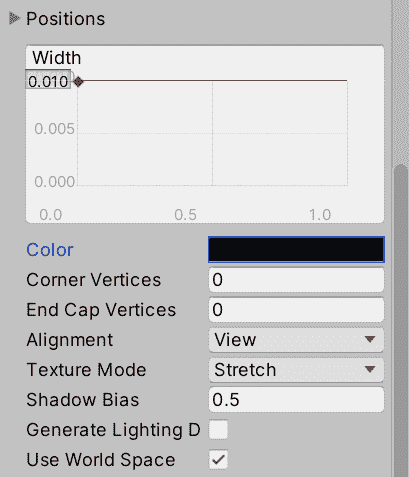 Positions
Width
0.010
0.005
0.000
0.0 0.5 1.0
Color
Corner Vertices 0
End Cap Vertices 0
Alignment View
Texture Mode Stretch
Shadow Bias 0.5
Generate Lighting D
Use World Space